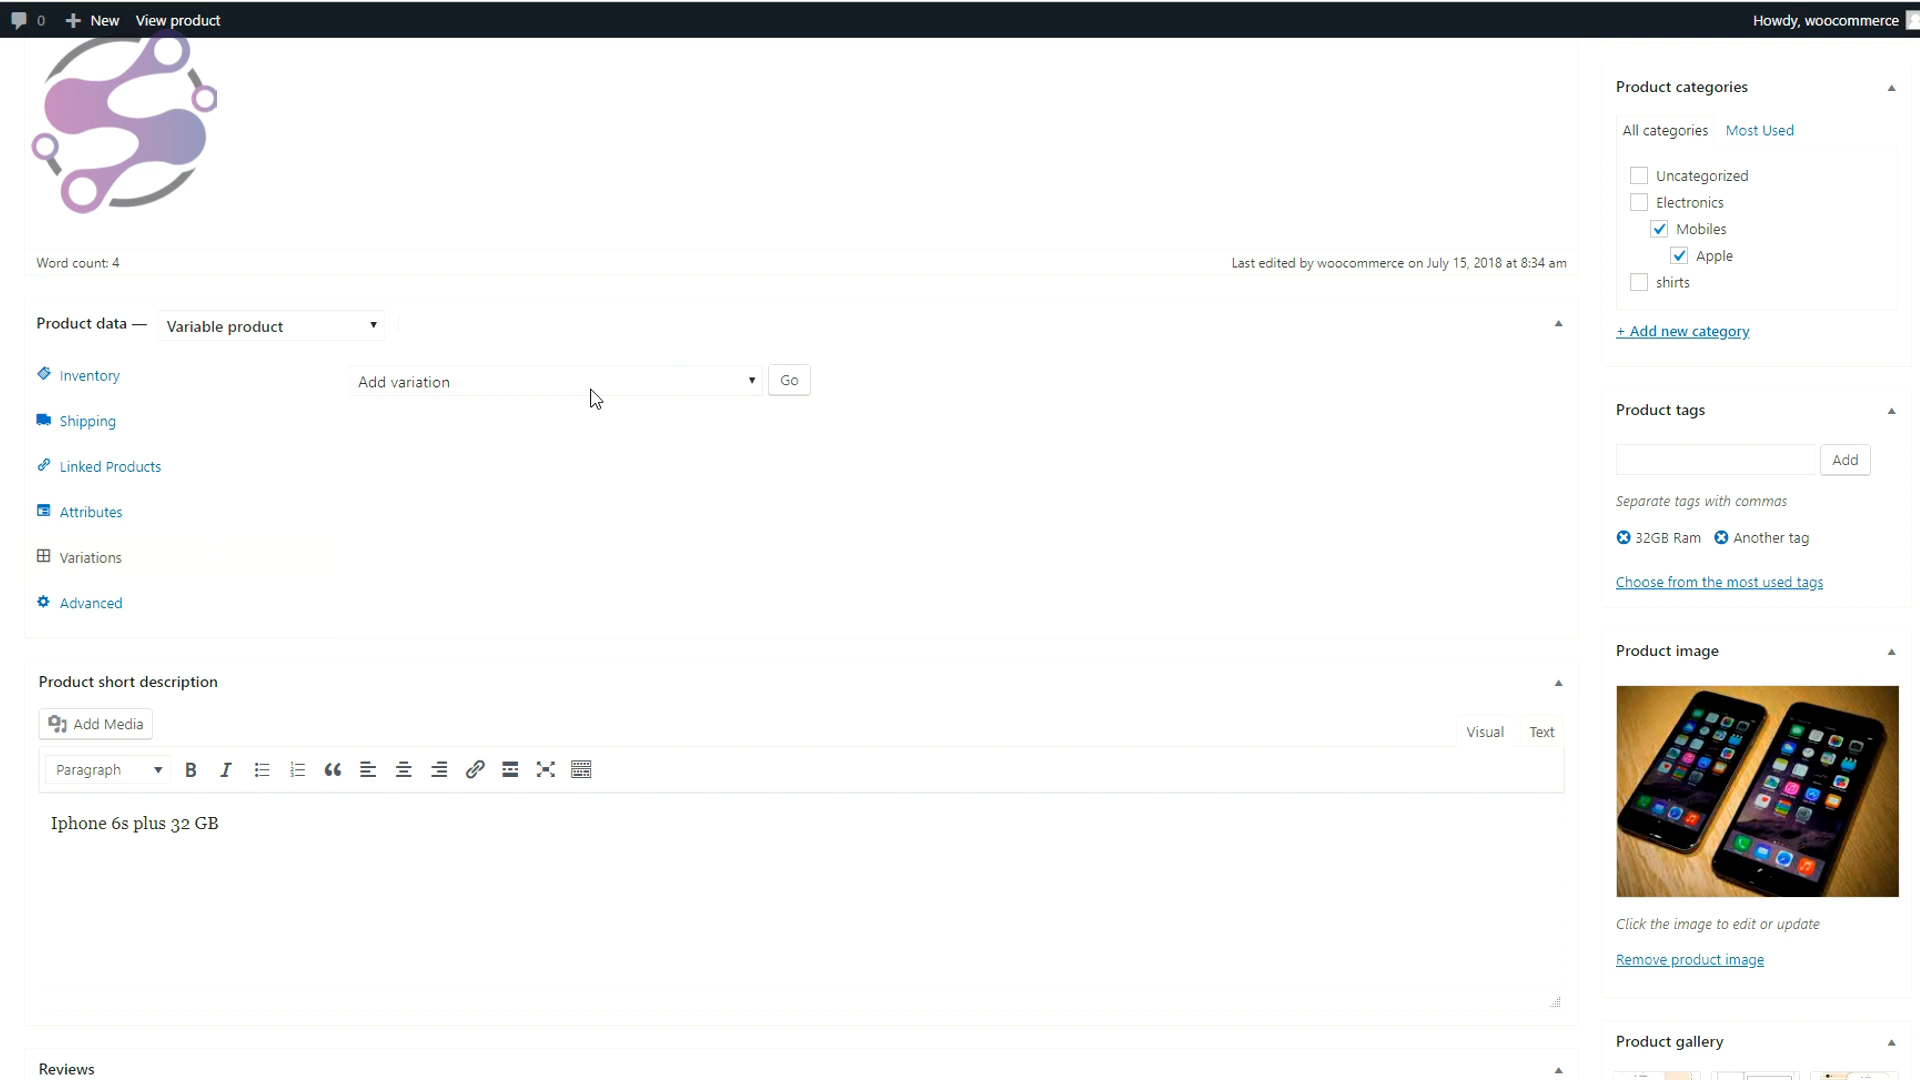 0 New View product Howdy, woocommerce
Word count: 4 Last edited by woocommerce on July 15, 2018 at 8:34 am
Product data — Variable product
Inventory
Shipping
Linked Products
Attributes
Variations
Advanced
Add variation Go
Product short description
Add Media
Visual Text
Paragraph B I
Iphone 6s plus 32 GB
Reviews
Product categories
All categories Most Used
Uncategorized
Electronics
Mobiles
Apple
shirts
+ Add new category
Product tags
Add
Separate tags with commas
32GB Ram Another tag
Choose from the most used tags
Product image
Click the image to edit or update
Remove product image
Product gallery